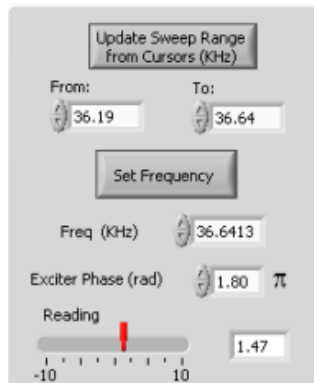 Update Sweep Range
from Cursors (KHz)
From: To:
36.19 36.64
Set Frequency
Freq (KHz) 36.6413
Exciter Phase (rad) 1.80 π
Reading
1.47
-10 10